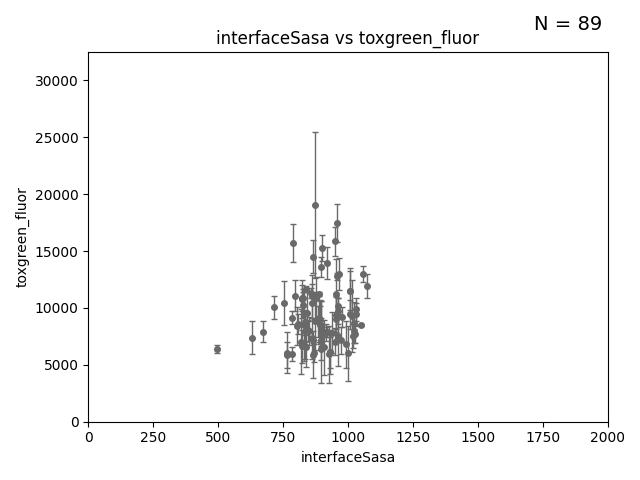 N = 89
interfaceSasa vs toxgreen_fluor
toxgreen_fluor
30000
25000
20000
15000
10000
5000
0
0 250 500 750 1000 1250 1500 1750 2000
interfaceSasa